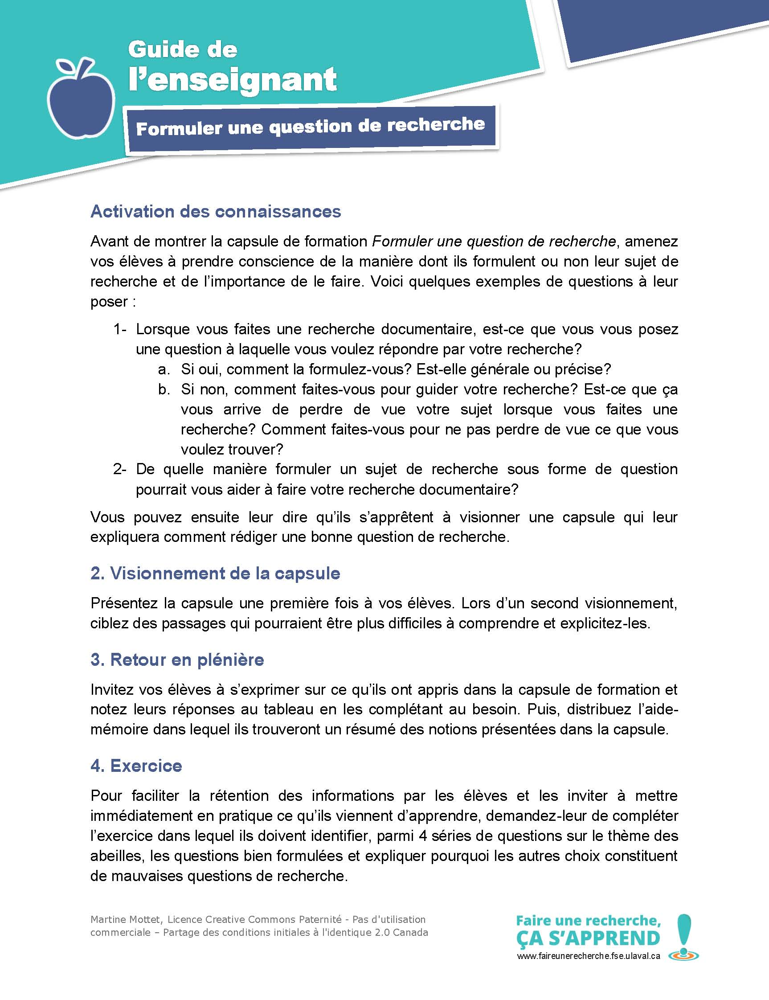 Guide de
l’enseignant
Formuler une question de recherche
Activation des connaissances
Avant de montrer la capsule de formation Formuler une question de recherche, amenez
vos élèves à prendre conscience de la manière dont ils formulent ou non leur sujet de
recherche et de l’importance de le faire. Voici quelques exemples de questions à leur
poser :
1- Lorsque vous faites une recherche documentaire, est-ce que vous vous posez
une question à laquelle vous voulez répondre par votre recherche?
a. Si oui, comment la formulez-vous? Est-elle générale ou précise?
b. Si non, comment faites-vous pour guider votre recherche? Est-ce que ça
vous arrive de perdre de vue votre sujet lorsque vous faites une
recherche? Comment faites-vous pour ne pas perdre de vue ce que vous
voulez trouver?
2- De quelle manière formuler un sujet de recherche sous forme de question
pourrait vous aider à faire votre recherche documentaire?
Vous pouvez ensuite leur dire qu’ils s’apprêtent à visionner une capsule qui leur
expliquera comment rédiger une bonne question de recherche.
2. Visionnement de la capsule
Présentez la capsule une première fois à vos élèves. Lors d’un second visionnement,
ciblez des passages qui pourraient être plus difficiles à comprendre et explicitez-les.
3. Retour en plénière
Invitez vos élèves à s’exprimer sur ce qu’ils ont appris dans la capsule de formation et
notez leurs réponses au tableau en les complétant au besoin. Puis, distribuez l’aide-
mémoire dans lequel ils trouveront un résumé des notions présentées dans la capsule.
4. Exercice
Pour faciliter la rétention des informations par les élèves et les inviter à mettre
immédiatement en pratique ce qu’ils viennent d’apprendre, demandez-leur de compléter
l’exercice dans lequel ils doivent identifier, parmi 4 séries de questions sur le thème des
abeilles, les questions bien formulées et expliquer pourquoi les autres choix constituent
de mauvaises questions de recherche.
Martine Mottet, Licence Creative Commons Paternité - Pas d'utilisation
commerciale – Partage des conditions initiales à l'identique 2.0 Canada
Faire une recherche,
ÇA S’APPREND
www.faireunerecherche.fse.ulaval.ca